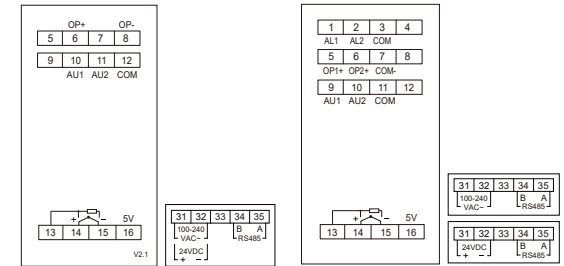 OP+ OP-
5 6 7 8
9 10 11 12
AU1 AU2 COM
+ - 5V
13 14 15 16
V2.1
31 32 33 34 35
100-240 B A
VAC~ RS485
24VDC
+ -
1 2 3 4
AL1 AL2 COM
5 6 7 8
OP1+ OP2+ COM-
9 10 11 12
AU1 AU2 COM
+ - 5V
13 14 15 16
31 32 33 34 35
100-240 B A
VAC~ RS485
31 32 33 34 35
24VDC B A
+ - RS485